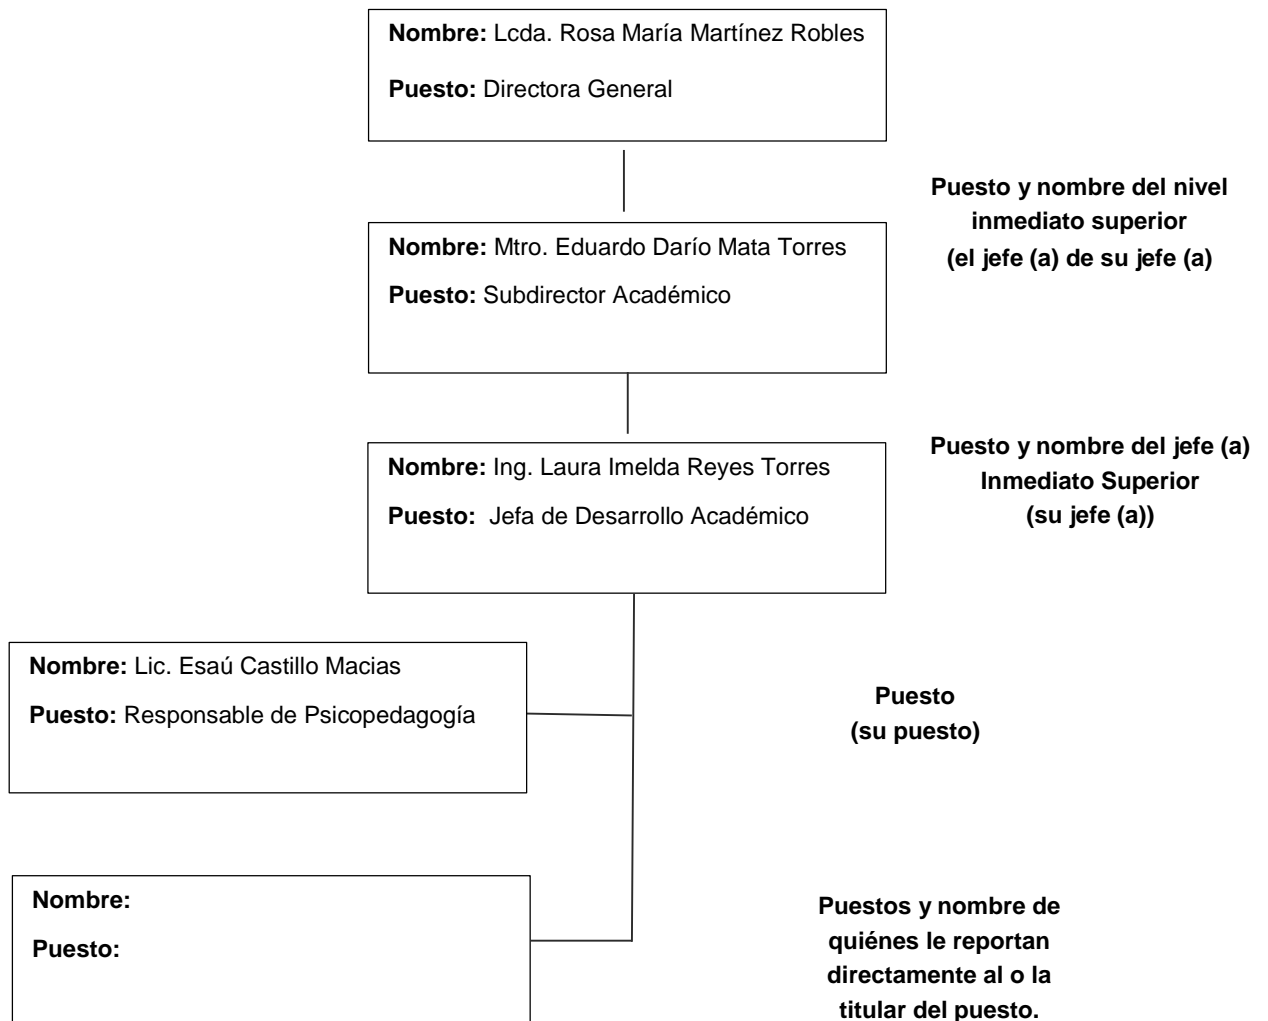 Nombre: Lcda. Rosa María Martínez Robles
Puesto: Directora General
Puesto y nombre del nivel
inmediato superior
(el jefe (a) de su jefe (a)
Nombre: Mtro. Eduardo Darío Mata Torres
Puesto: Subdirector Académico
Puesto y nombre del jefe (a)
Inmediato Superior
(su jefe (a))
Nombre: Ing. Laura Imelda Reyes Torres
Puesto: Jefa de Desarrollo Académico
Nombre: Lic. Esaú Castillo Macias
Puesto: Responsable de Psicopedagogía
Puesto
(su puesto)
Nombre:
Puesto:
Puestos y nombre de
quiénes le reportan
directamente al o la
titular del puesto.